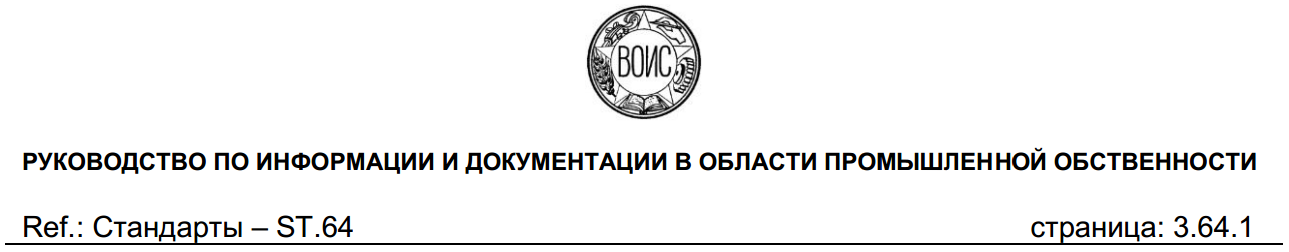 ВОИС
РУКОВОДСТВО ПО ИНФОРМАЦИИ И ДОКУМЕНТАЦИИ В ОБЛАСТИ ПРОМЫШЛЕННОЙ ОБСТВЕННОСТИ
Ref.: Стандарты – ST.64 страница: 3.64.1